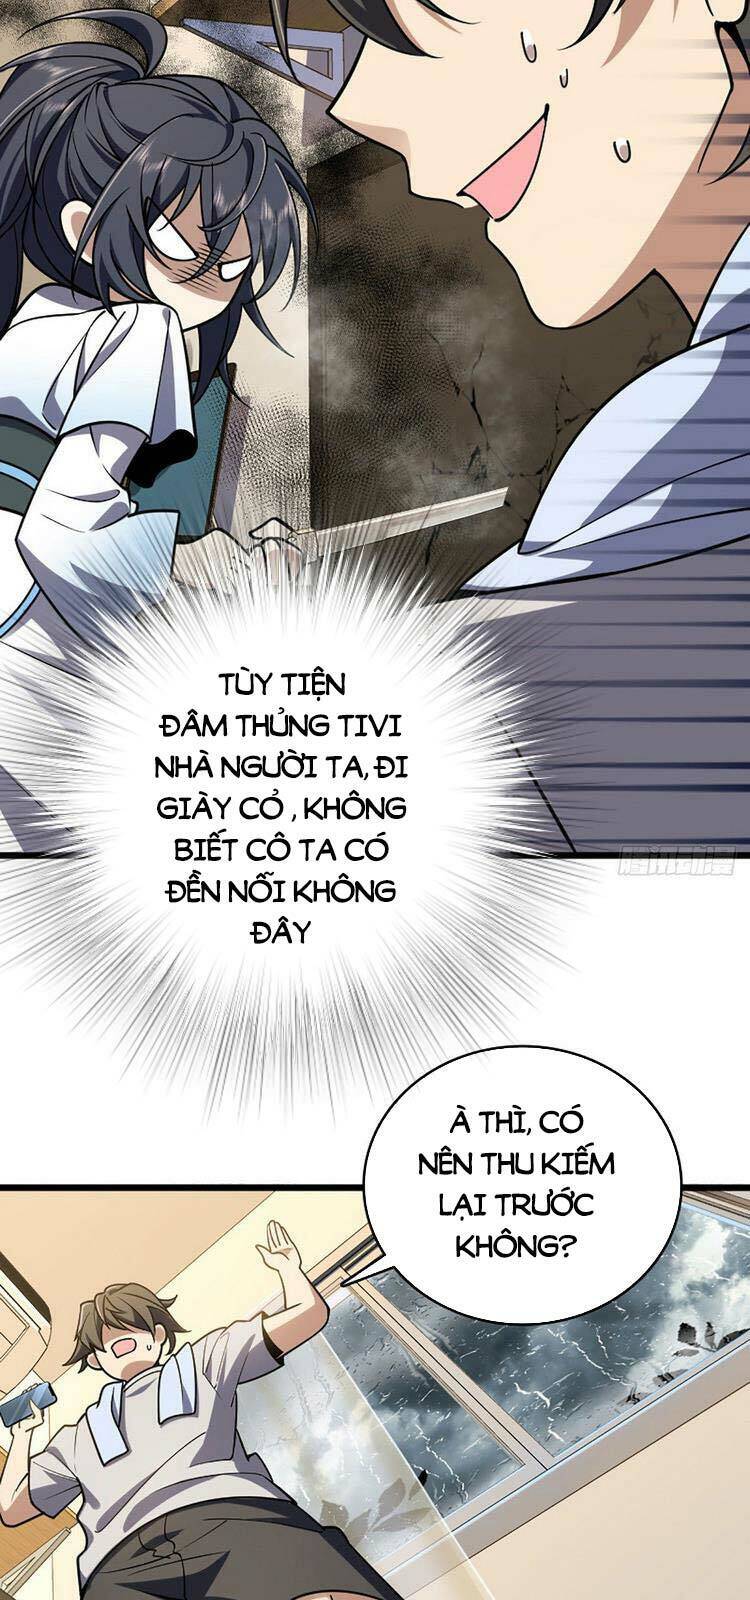 TÙY TIỆN
ĐÂM THỦNG TIVI
NHÀ NGƯỜI TA, ĐI
GIÀY CỎ , KHÔNG
BIẾT CÔ TA CÓ
ĐỀN NỔI KHÔNG
ĐÂY
À THÌ, CÓ
NÊN THU KIẾM
LẠI TRƯỚC
KHÔNG?